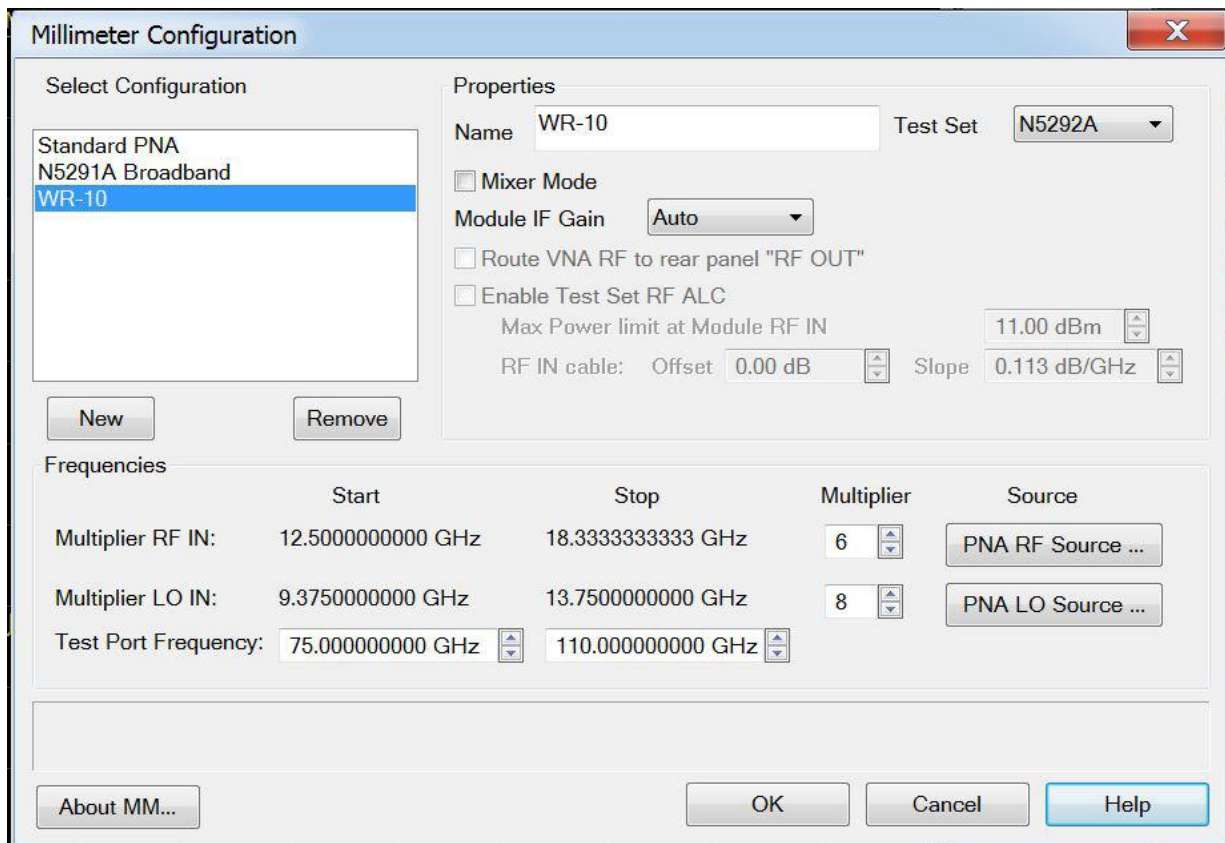 Millimeter Configuration
X
Select Configuration
Standard PNA
N5291A Broadband
WR-10
New
Remove
Properties
Name WR-10 Test Set N5292A
Mixer Mode
Module IF Gain Auto
Route VNA RF to rear panel "RF OUT"
Enable Test Set RF ALC
Max Power limit at Module RF IN 11.00 dBm
RF IN cable: Offset 0.00 dB Slope 0.113 dB/GHz
Frequencies
Start Stop Multiplier Source
Multiplier RF IN: 12.5000000000 GHz 18.3333333333 GHz 6 PNA RF Source ...
Multiplier LO IN: 9.3750000000 GHz 13.7500000000 GHz 8 PNA LO Source ...
Test Port Frequency: 75.000000000 GHz 110.000000000 GHz
About MM...
OK
Cancel
Help